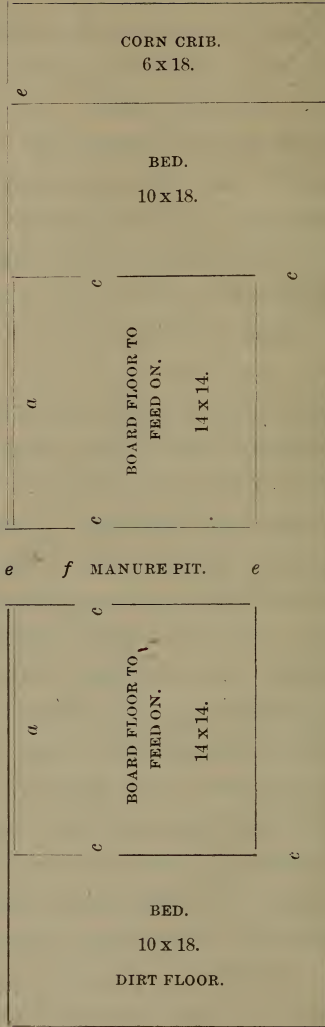 CORN CRIB.
6 x 18.
e
BED.
10 x 18.
c c
a
BOARD FLOOR TO
FEED ON.
14 x 14.
c
e f MANURE PIT. e
c
a
BOARD FLOOR TO
FEED ON.
14 x 14.
c c
BED.
10 x 18.
DIRT FLOOR.